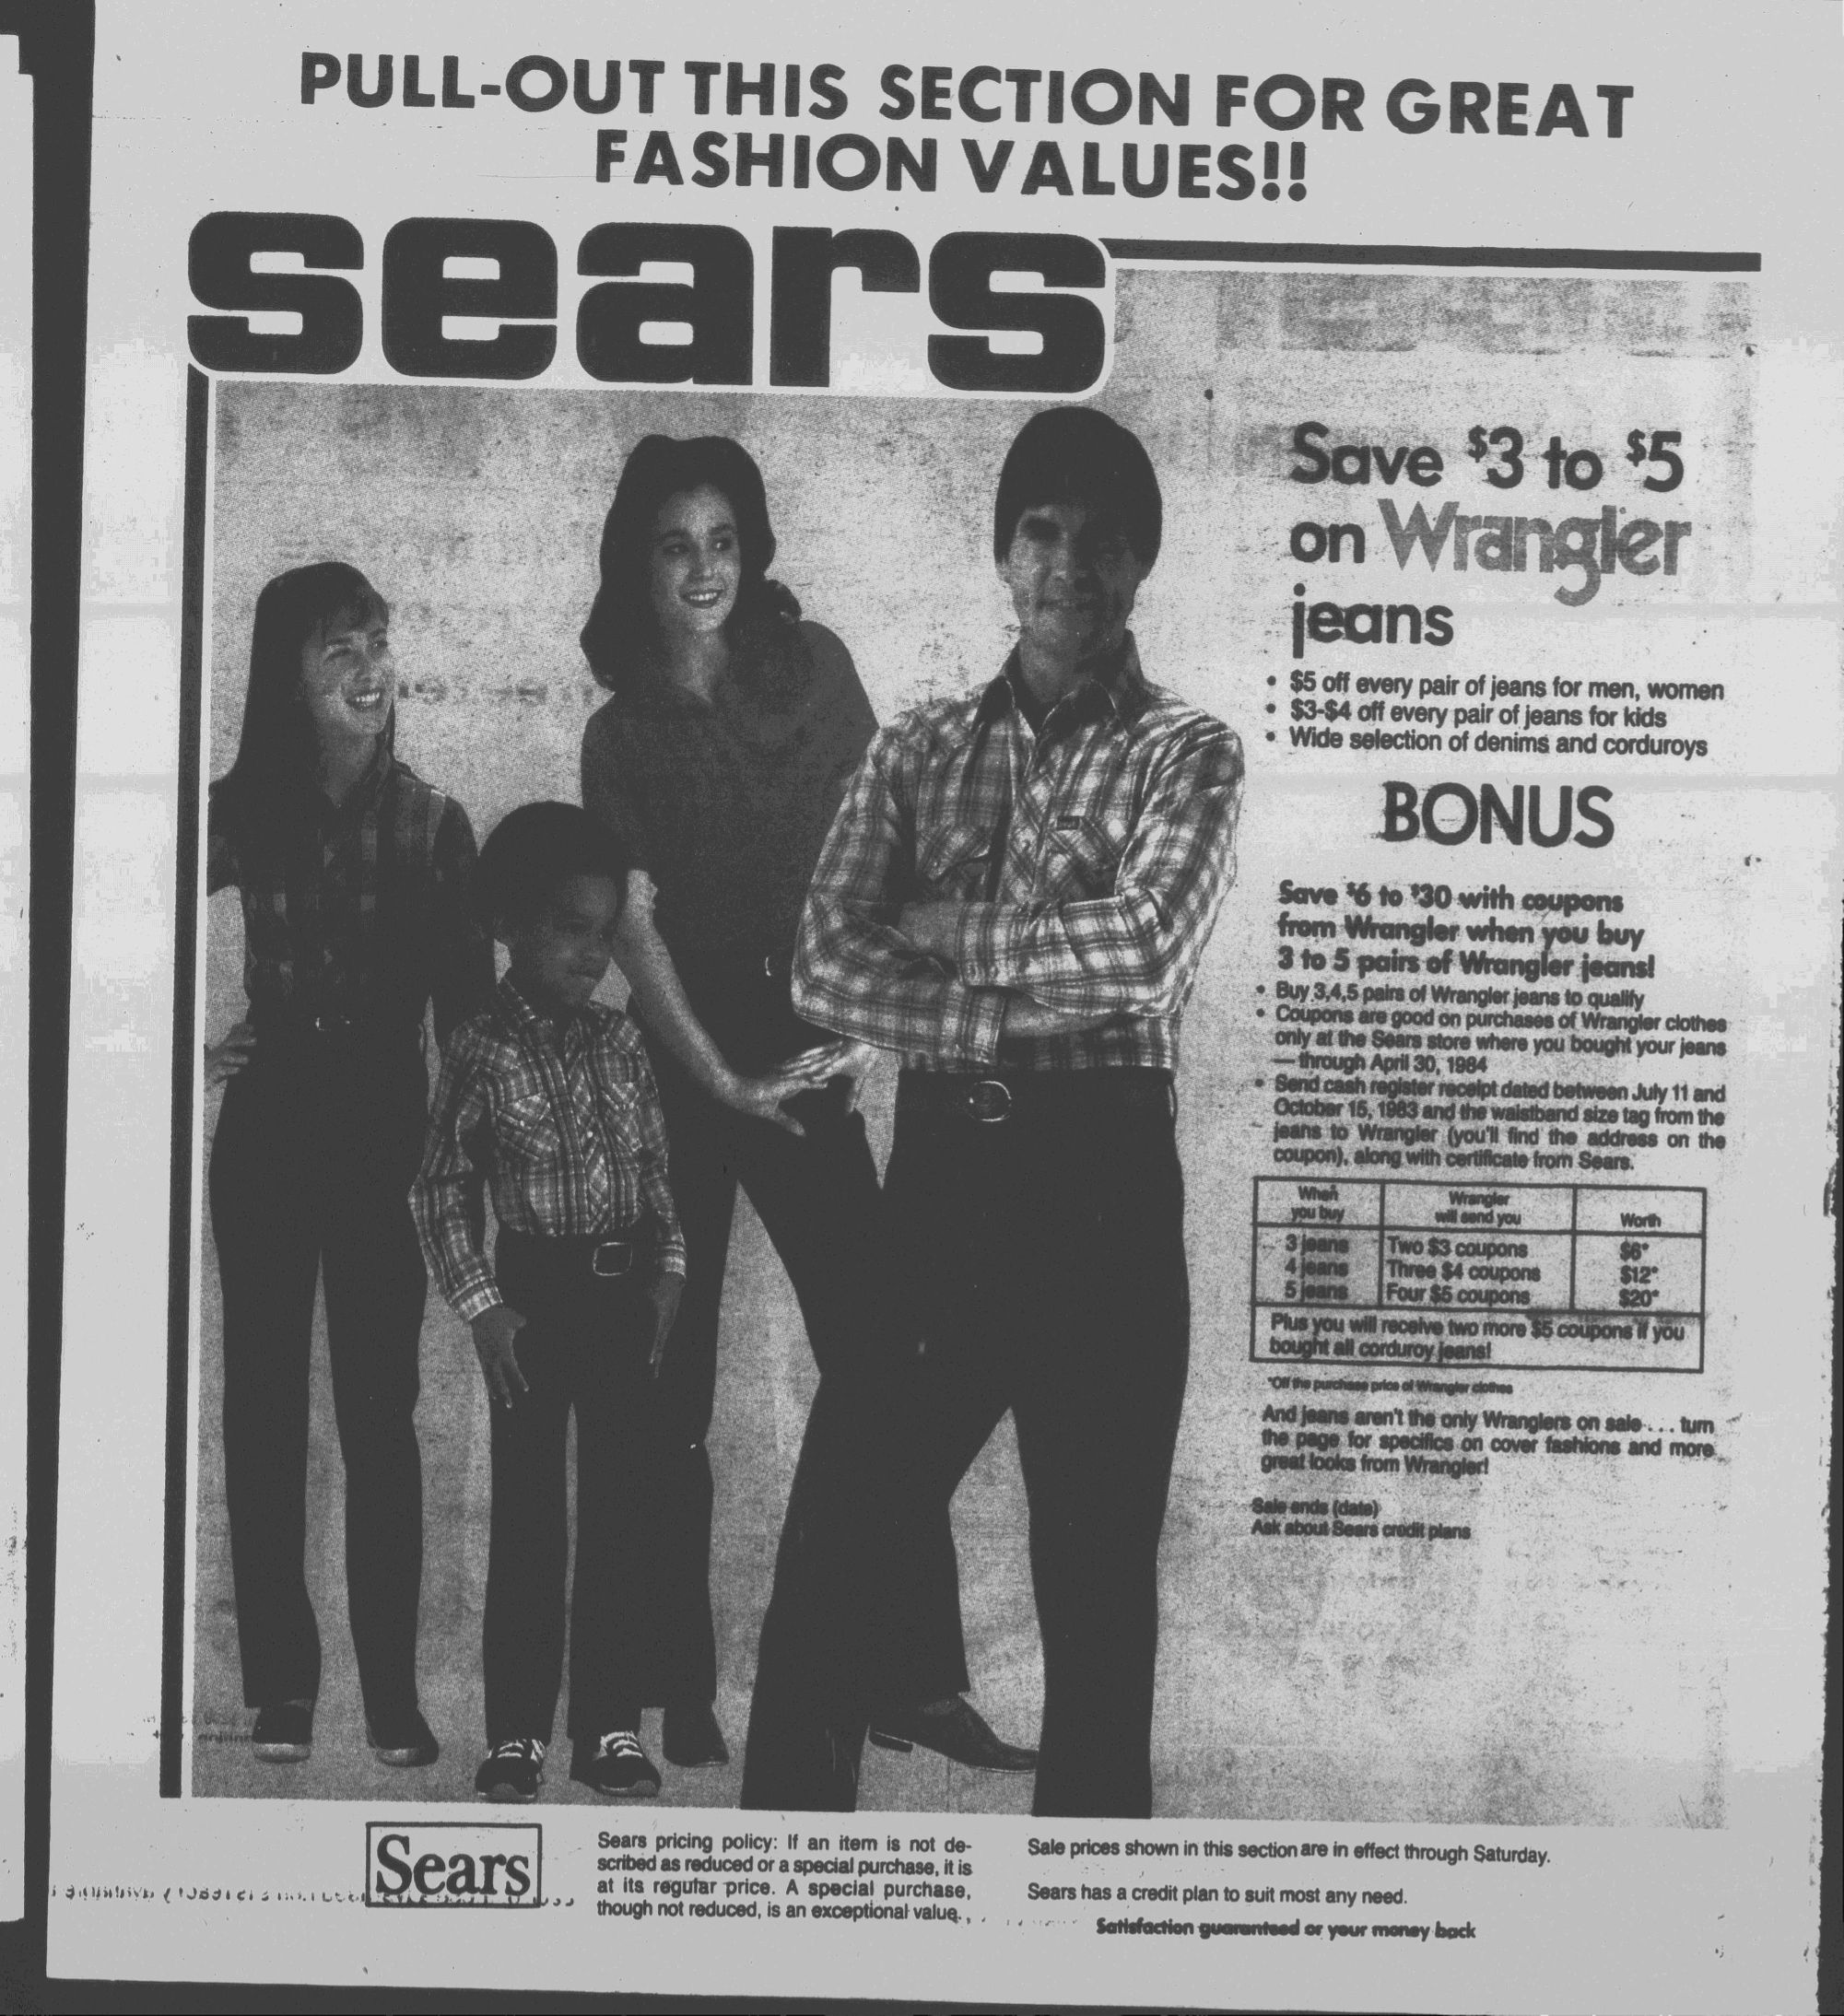 PULL-OUT THIS SECTION FOR GREAT
FASHION VALUES!!
sears
Save $3 to $5
on Wrangler
jeans
• $5 off every pair of jeans for men, women
• $3-$4 off every pair of jeans for kids
• Wide selection of denims and corduroys
BONUS
Save $6 to $30 with coupons
from Wrangler when you buy
3 to 5 pairs of Wrangler jeans!
• Buy 3,4,5 pairs of Wrangler jeans to qualify
• Coupons are good on purchases of Wrangler clothes
only at the Sears store where you bought your jeans
— through April 30, 1984
• Send cash register receipt dated between July 11 and
October 15, 1983 and the waistband size tag from the
jeans to Wrangler (you'll find the address on the
coupon), along with certificate from Sears.
When you buy Wrangler will send you Worth
3 jeans Two $3 coupons $6*
4 jeans Three $4 coupons $12*
5 jeans Four $5 coupons $20*
Plus you will receive two more $5 coupons if you
bought all corduroy jeans!
*Off the purchase price of Wrangler clothes
And jeans aren't the only Wranglers on sale . . . turn
the page for specifics on cover fashions and more
great looks from Wrangler!
Sale ends (date)
Ask about Sears credit plans
Sears
Sears pricing policy: If an item is not de-
scribed as reduced or a special purchase, it is
at its regular price. A special purchase,
though not reduced, is an exceptional value.
Sale prices shown in this section are in effect through Saturday.
Sears has a credit plan to suit most any need.
Satisfaction guaranteed or your money back